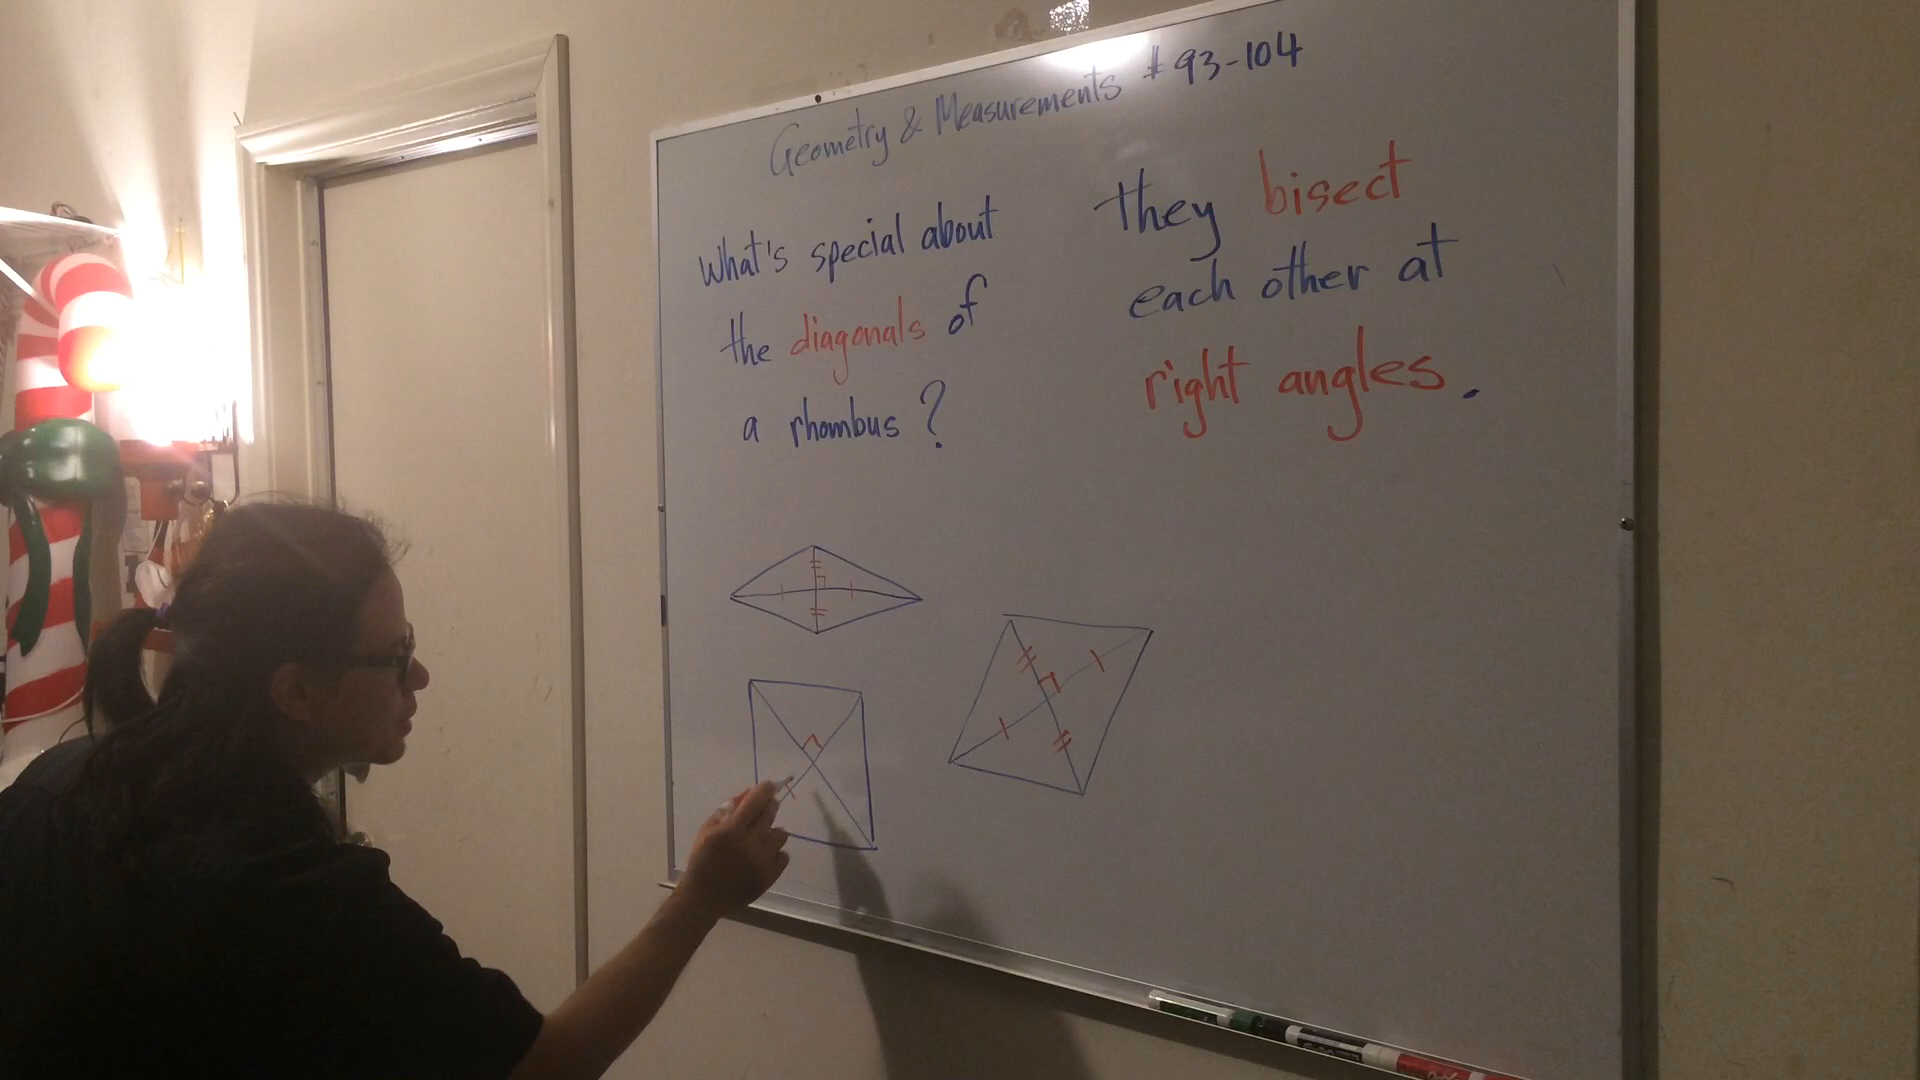 Geometry & Measurements #93-104
What's special about
the diagonals of
a rhombus?
they bisect
each other at
right angles.